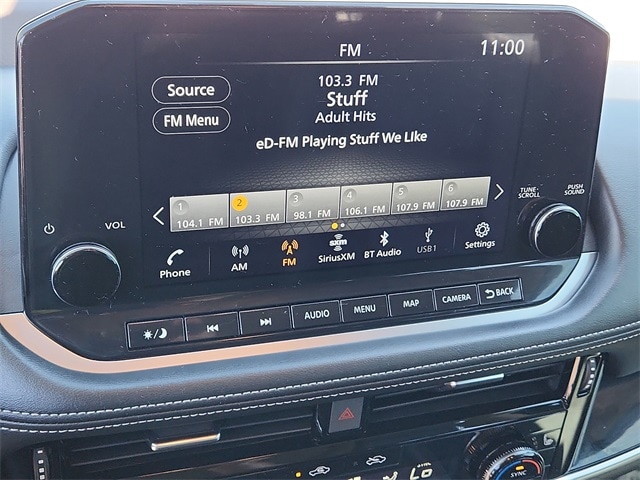 FM 11:00
Source
FM Menu
103.3 FM
Stuff
Adult Hits
eD-FM Playing Stuff We Like
1 2 3 4 5 6
104.1 FM 103.3 FM 98.1 FM 106.1 FM 107.9 FM 107.9 FM
VOL
TUNE·SCROLL
PUSH SOUND
Phone AM FM SiriusXM BT Audio USB1 Settings
AUDIO MENU MAP CAMERA BACK
Lo
SYNC